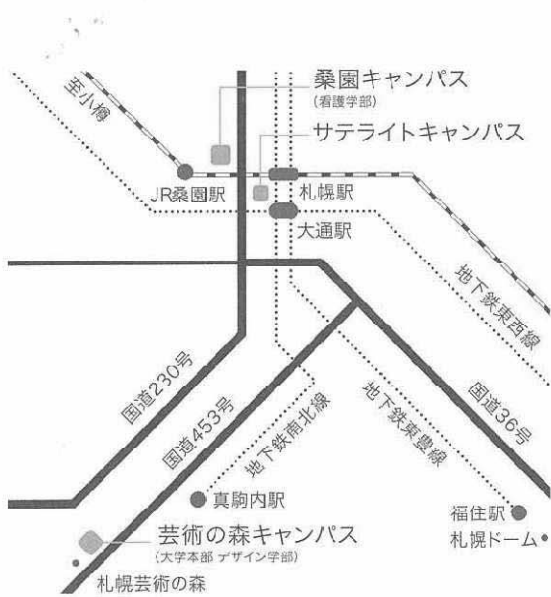 桑園キャンパス
(看護学部)
至小樽
サテライトキャンパス
JR桑園駅
札幌駅
大通駅
地下鉄東西線
国道230号
国道453号
地下鉄南北線
地下鉄東豊線
国道36号
真駒内駅
福住駅
芸術の森キャンパス
(大学本部 デザイン学部)
札幌ドーム
札幌芸術の森